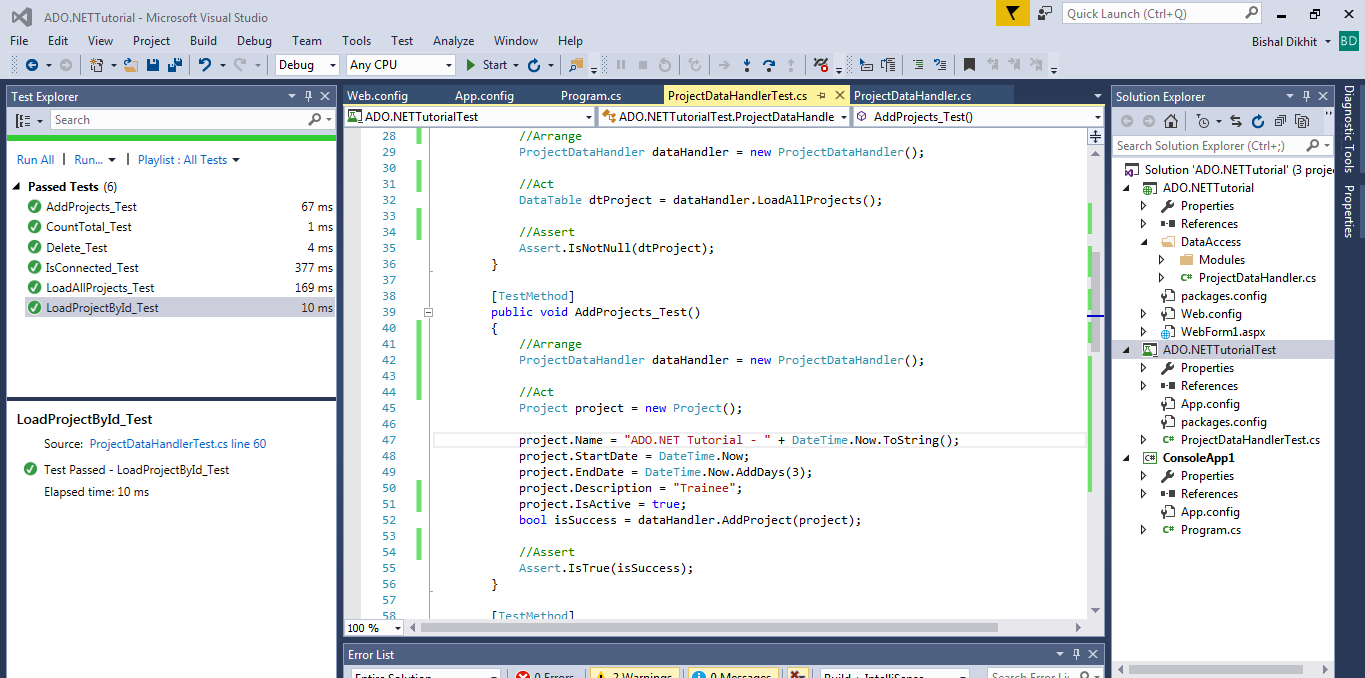 ADO.NETTutorial - Microsoft Visual Studio
Quick Launch (Ctrl+Q)
File Edit View Project Build Debug Team Tools Test Analyze Window Help
Bishal Dikhit BD
Debug Any CPU Start
Test Explorer
Search
Run All | Run... | Playlist : All Tests
Passed Tests (6)
AddProjects_Test 67 ms
CountTotal_Test 1 ms
Delete_Test 4 ms
IsConnected_Test 377 ms
LoadAllProjects_Test 169 ms
LoadProjectById_Test 10 ms
LoadProjectById_Test
Source: ProjectDataHandlerTest.cs line 60
Test Passed - LoadProjectById_Test
Elapsed time: 10 ms
Web.config App.config Program.cs ProjectDataHandlerTest.cs ProjectDataHandler.cs
ADO.NETTutorialTest ADO.NETTutorialTest.ProjectDataHandle AddProjects_Test()
28 //Arrange
29 ProjectDataHandler dataHandler = new ProjectDataHandler();
30
31 //Act
32 DataTable dtProject = dataHandler.LoadAllProjects();
33
34 //Assert
35 Assert.IsNotNull(dtProject);
36 }
37
38 [TestMethod]
39 public void AddProjects_Test()
40 {
41 //Arrange
42 ProjectDataHandler dataHandler = new ProjectDataHandler();
43
44 //Act
45 Project project = new Project();
46
47 project.Name = "ADO.NET Tutorial - " + DateTime.Now.ToString();
48 project.StartDate = DateTime.Now;
49 project.EndDate = DateTime.Now.AddDays(3);
50 project.Description = "Trainee";
51 project.IsActive = true;
52 bool isSuccess = dataHandler.AddProject(project);
53
54 //Assert
55 Assert.IsTrue(isSuccess);
56 }
57
58 [TestMethod]
100 %
Error List
Entire Solution 0 Errors 2 Warnings 0 Messages Build + IntelliSense Search Error Li
Solution Explorer
Search Solution Explorer (Ctrl+;)
Solution 'ADO.NETTutorial' (3 proje
ADO.NETTutorial
Properties
References
DataAccess
Modules
C# ProjectDataHandler.cs
packages.config
Web.config
WebForm1.aspx
ADO.NETTutorialTest
Properties
References
App.config
packages.config
C# ProjectDataHandlerTest.cs
C# ConsoleApp1
Properties
References
App.config
C# Program.cs
Diagnostic Tools
Properties